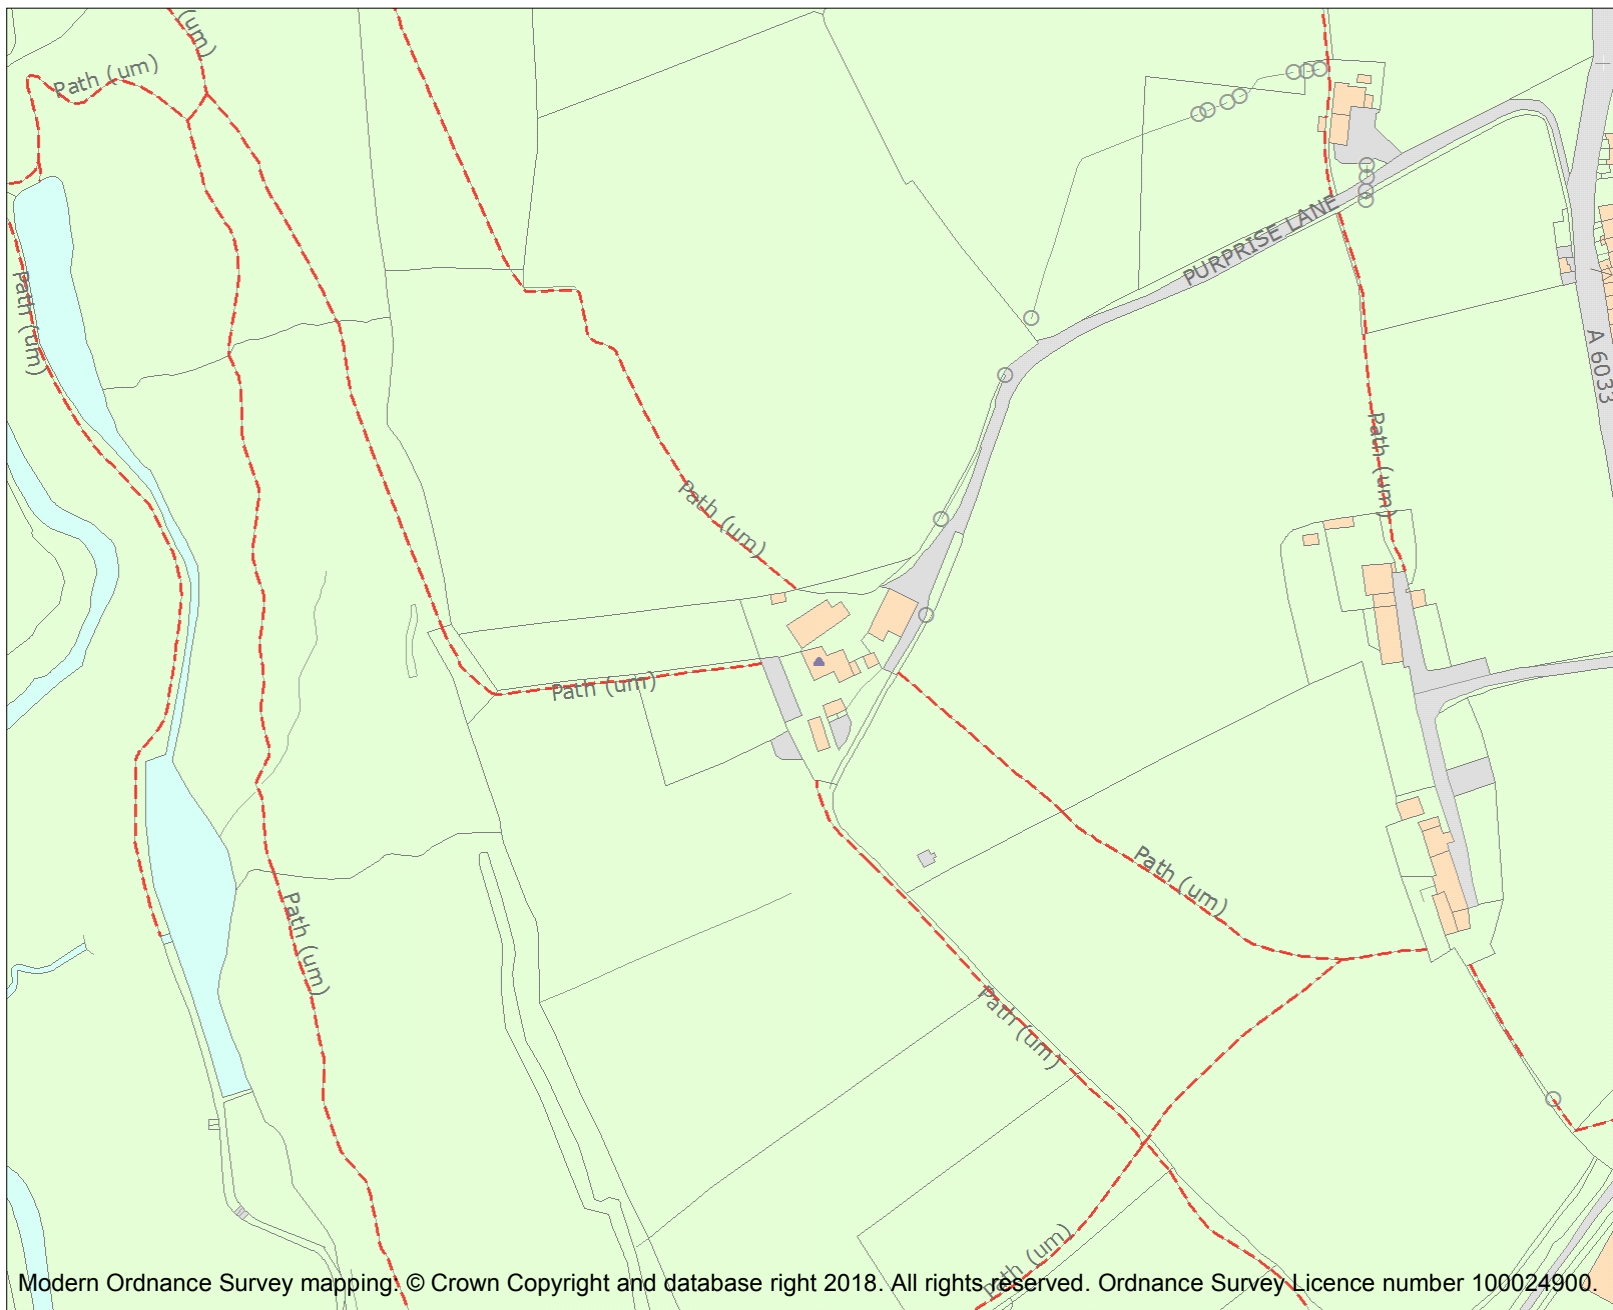 um)
Path (um)
PURPRISE LANE
Path (um)
A 6033
Path (um)
Path (um)
Path (um)
Path (um)
Path (um)
Path (um)
Path (um)
Modern Ordnance Survey mapping: © Crown Copyright and database right 2018. All rights reserved. Ordnance Survey Licence number 100024900.